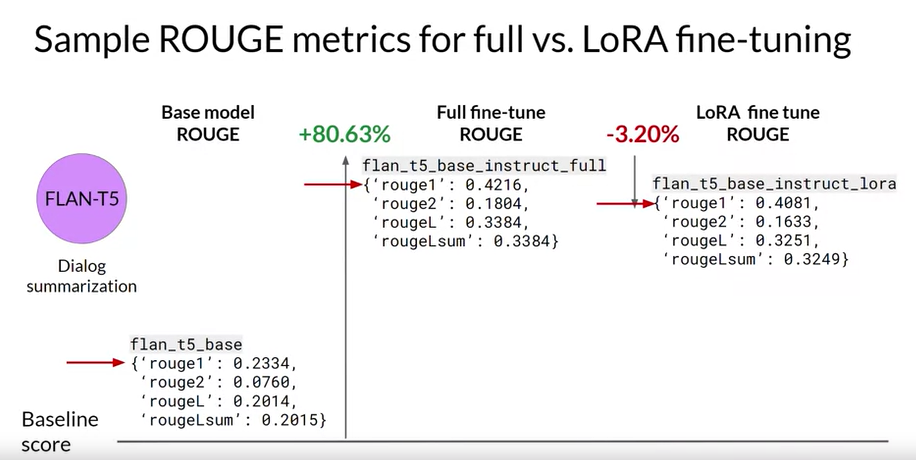 Sample ROUGE metrics for full vs. LoRA fine-tuning
Base model
ROUGE
+80.63%
Full fine-tune
ROUGE
-3.20%
LoRA fine tune
ROUGE
FLAN-T5
Dialog
summarization
flan_t5_base
{‘rouge1’: 0.2334,
‘rouge2’: 0.0760,
‘rougeL’: 0.2014,
‘rougeLsum’: 0.2015}
flan_t5_base_instruct_full
{‘rouge1’: 0.4216,
‘rouge2’: 0.1804,
‘rougeL’: 0.3384,
‘rougeLsum’: 0.3384}
flan_t5_base_instruct_lora
{‘rouge1’: 0.4081,
‘rouge2’: 0.1633,
‘rougeL’: 0.3251,
‘rougeLsum’: 0.3249}
Baseline
score